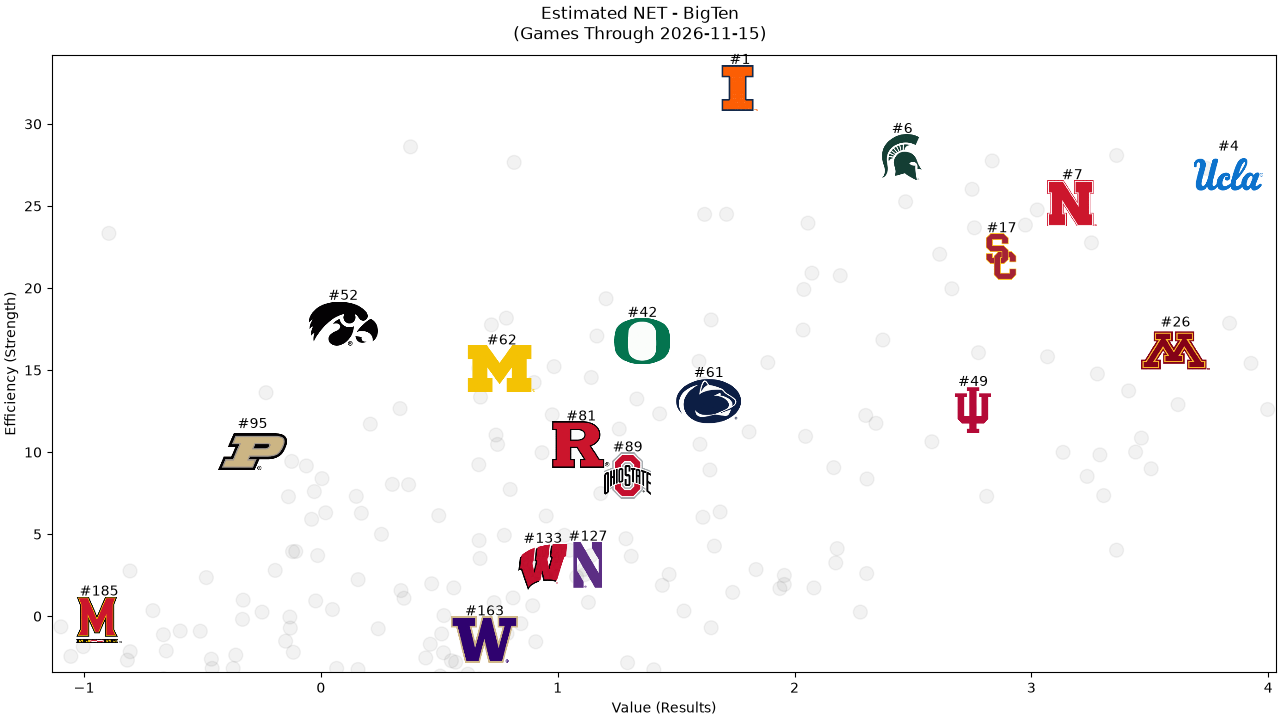 Estimated NET - BigTen
(Games Through 2026-11-15)
#1
#6
#4
Ucla
#7
#17
SC
#52
#42
#26
#62
#61
#49
#95
#81
#89
OHIO STATE
#133
#127
#185
#163
I
N
M
O
M
IU
P
R
W
N
M
W
30
25
20
15
10
5
0
−1
0
1
2
3
4
Efficiency (Strength)
Value (Results)